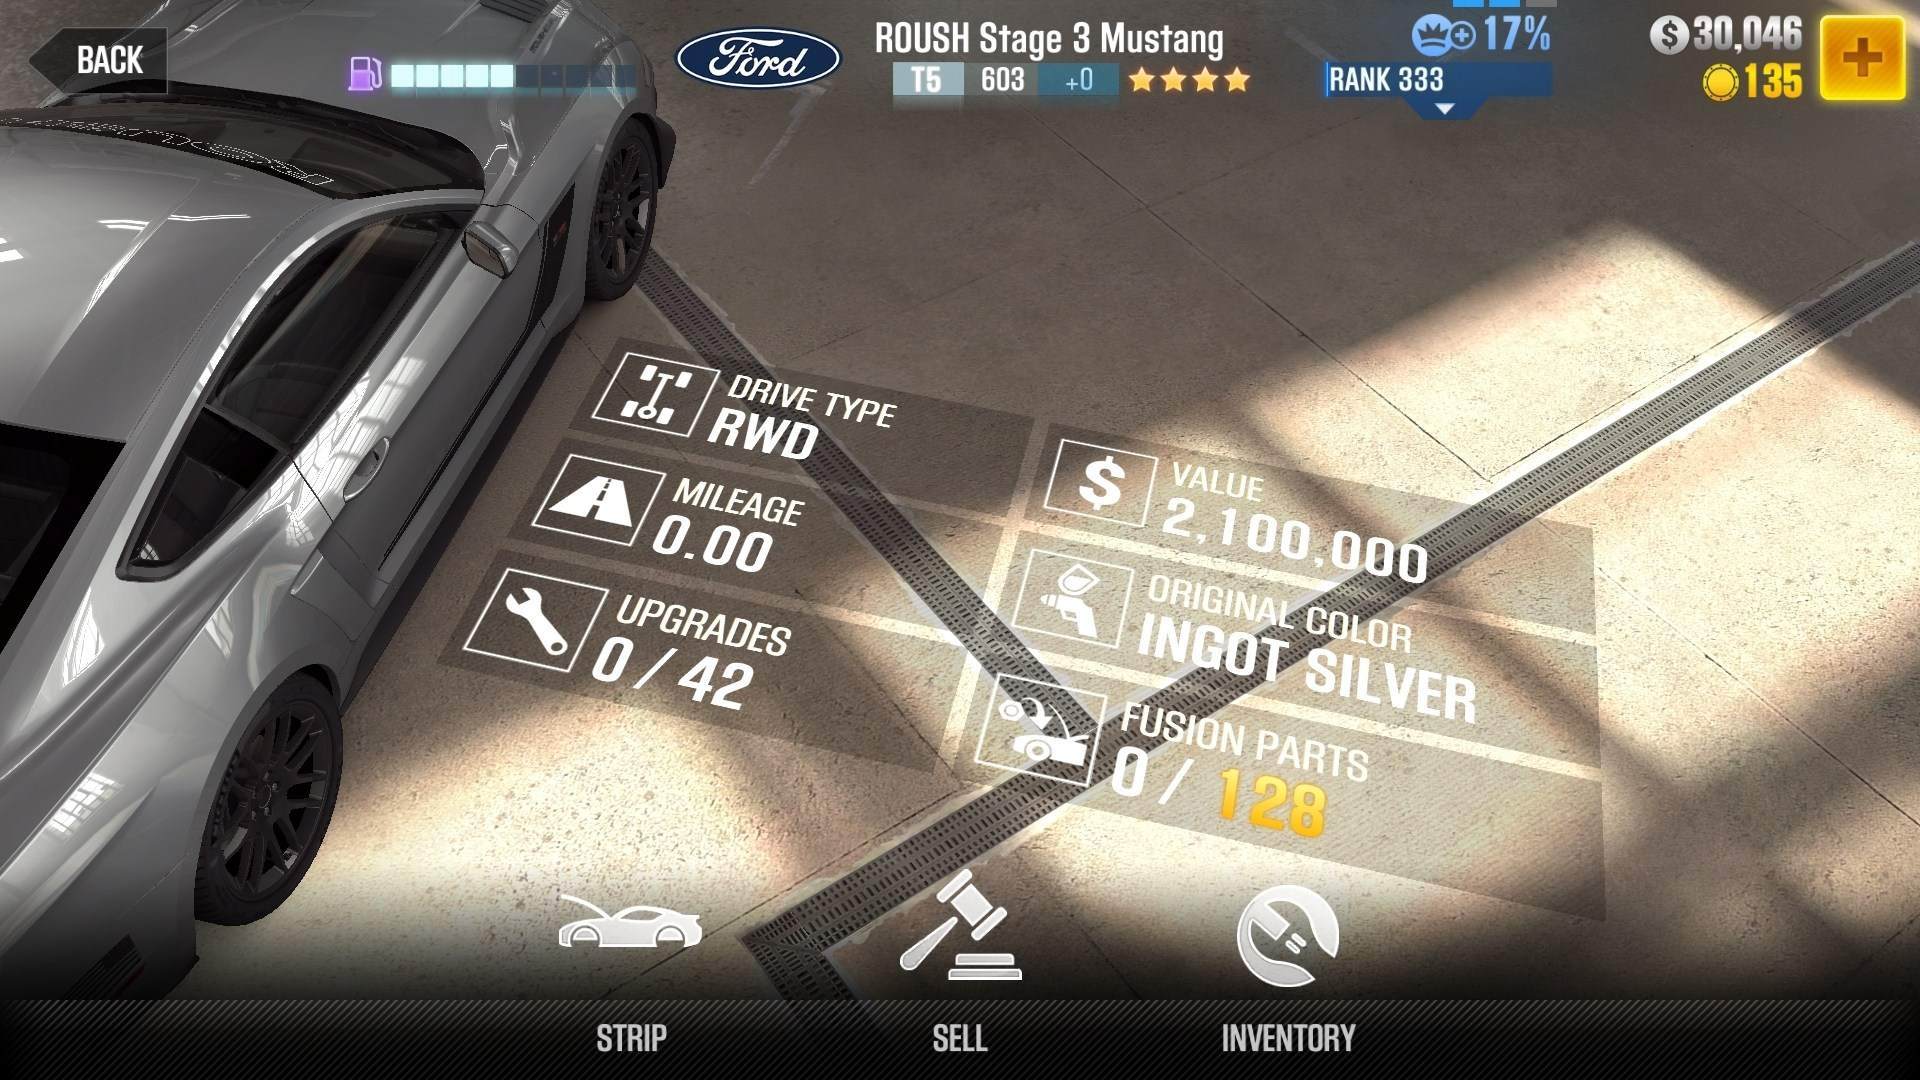 BACK
Ford
ROUSH Stage 3 Mustang
T5 603 +0
17%
RANK 333
30,046
135
DRIVE TYPE
RWD
MILEAGE
0.00
UPGRADES
0 / 42
VALUE
2,100,000
ORIGINAL COLOR
INGOT SILVER
FUSION PARTS
0 / 128
STRIP
SELL
INVENTORY